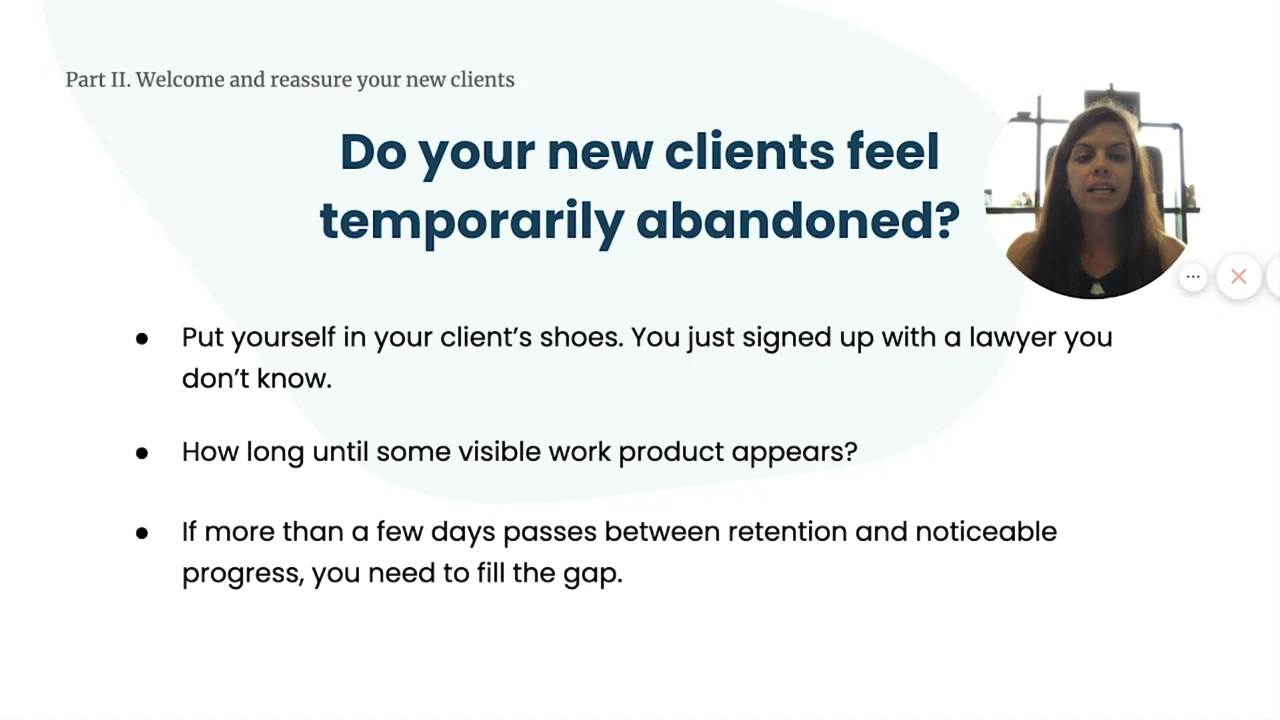 Part II. Welcome and reassure your new clients
Do your new clients feel
temporarily abandoned?
● Put yourself in your client’s shoes. You just signed up with a lawyer you
don’t know.
● How long until some visible work product appears?
● If more than a few days passes between retention and noticeable
progress, you need to fill the gap.